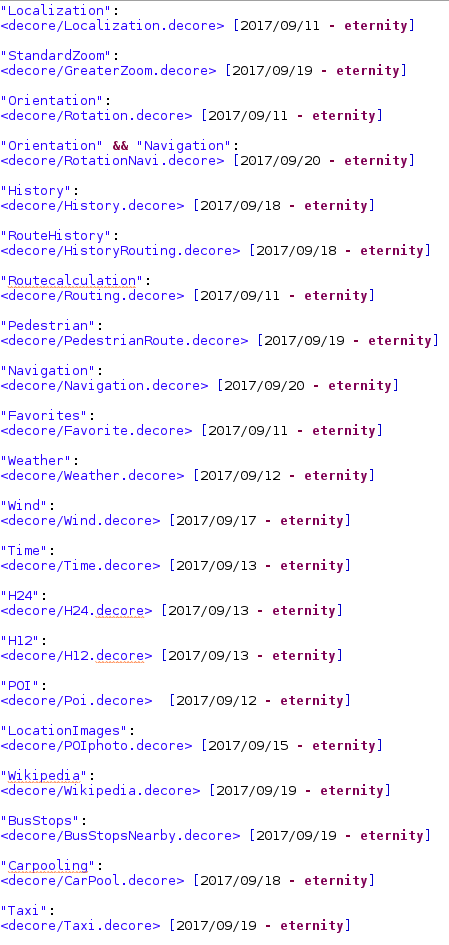 "Localization":
<decore/Localization.decore> [2017/09/11 - eternity]
"StandardZoom":
<decore/GreaterZoom.decore> [2017/09/19 - eternity]
"Orientation":
<decore/Rotation.decore> [2017/09/11 - eternity]
"Orientation" && "Navigation":
<decore/RotationNavi.decore> [2017/09/20 - eternity]
"History":
<decore/History.decore> [2017/09/18 - eternity]
"RouteHistory":
<decore/HistoryRouting.decore> [2017/09/18 - eternity]
"Routecalculation":
<decore/Routing.decore> [2017/09/11 - eternity]
"Pedestrian":
<decore/PedestrianRoute.decore> [2017/09/19 - eternity]
"Navigation":
<decore/Navigation.decore> [2017/09/20 - eternity]
"Favorites":
<decore/Favorite.decore> [2017/09/11 - eternity]
"Weather":
<decore/Weather.decore> [2017/09/12 - eternity]
"Wind":
<decore/Wind.decore> [2017/09/17 - eternity]
"Time":
<decore/Time.decore> [2017/09/13 - eternity]
"H24":
<decore/H24.decore> [2017/09/13 - eternity]
"H12":
<decore/H12.decore> [2017/09/13 - eternity]
"POI":
<decore/Poi.decore>  [2017/09/12 - eternity]
"LocationImages":
<decore/POIphoto.decore> [2017/09/15 - eternity]
"Wikipedia":
<decore/Wikipedia.decore> [2017/09/19 - eternity]
"BusStops":
<decore/BusStopsNearby.decore> [2017/09/19 - eternity]
"Carpooling":
<decore/CarPool.decore> [2017/09/18 - eternity]
"Taxi":
<decore/Taxi.decore> [2017/09/19 - eternity]